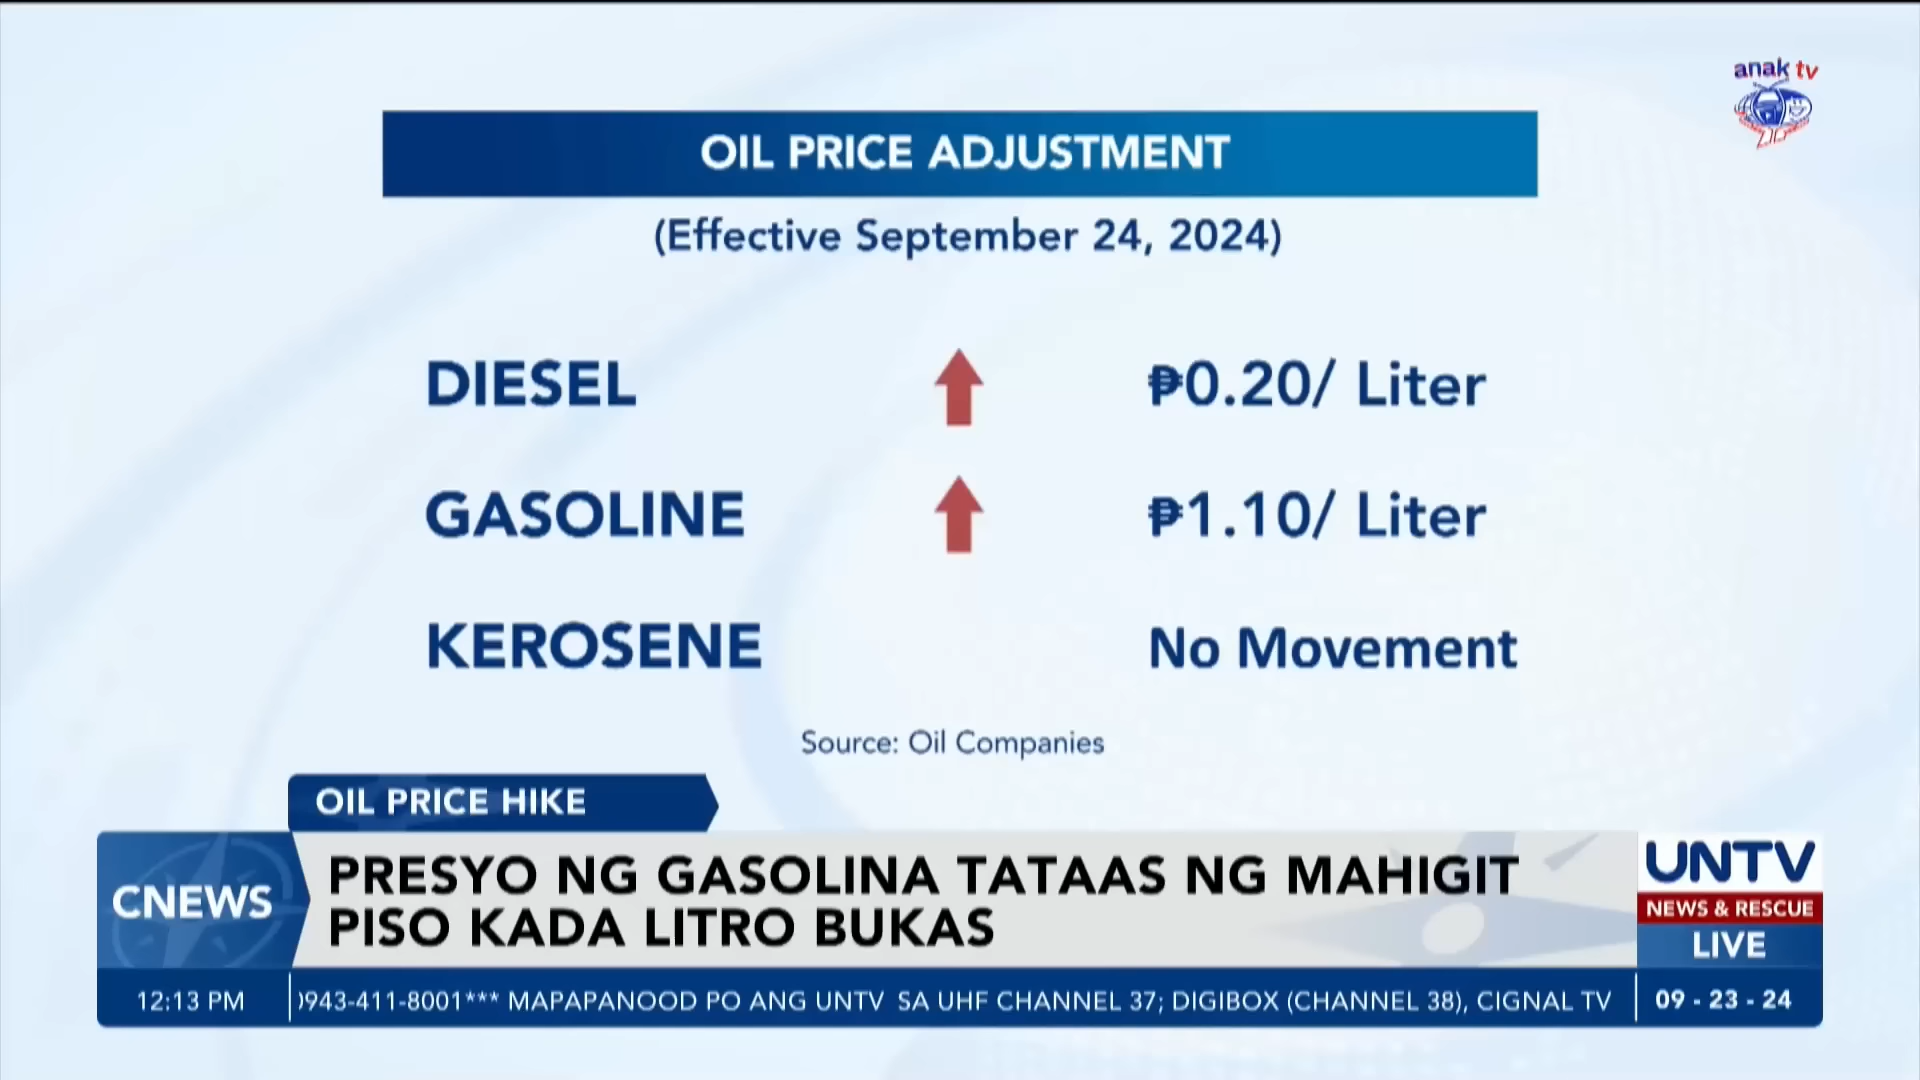 anak tv
OIL PRICE ADJUSTMENT
(Effective September 24, 2024)
DIESEL ₱0.20/ Liter
GASOLINE ₱1.10/ Liter
KEROSENE No Movement
Source: Oil Companies
OIL PRICE HIKE
CNEWS
PRESYO NG GASOLINA TATAAS NG MAHIGIT
PISO KADA LITRO BUKAS
UNTV
NEWS & RESCUE
LIVE
12:13 PM
943-411-8001*** MAPAPANOOD PO ANG UNTV SA UHF CHANNEL 37; DIGIBOX (CHANNEL 38), CIGNAL TV
09 - 23 - 24